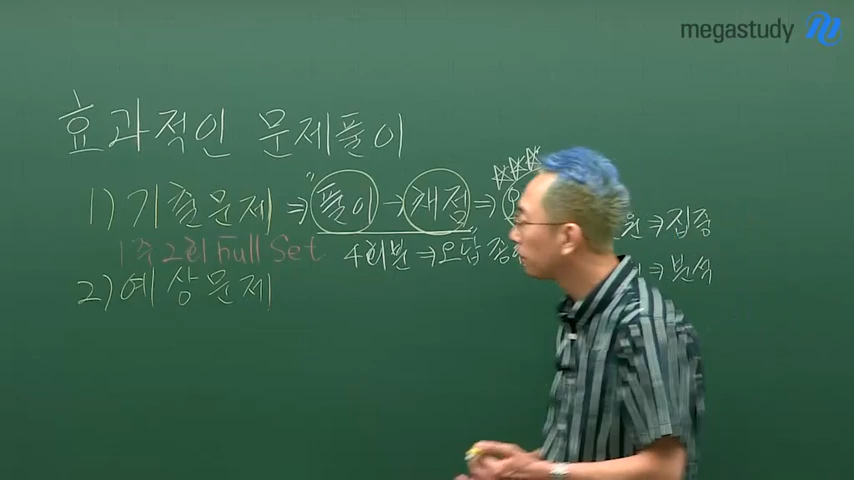 megastudy
효과적인 문제풀이
1) 기출문제 ⇒ "풀이 → 채점 ⇒ ⇒ 집중
1주 2회 Full Set 4회분 ⇒ 오답 ⇒ 분석
2) 예상문제